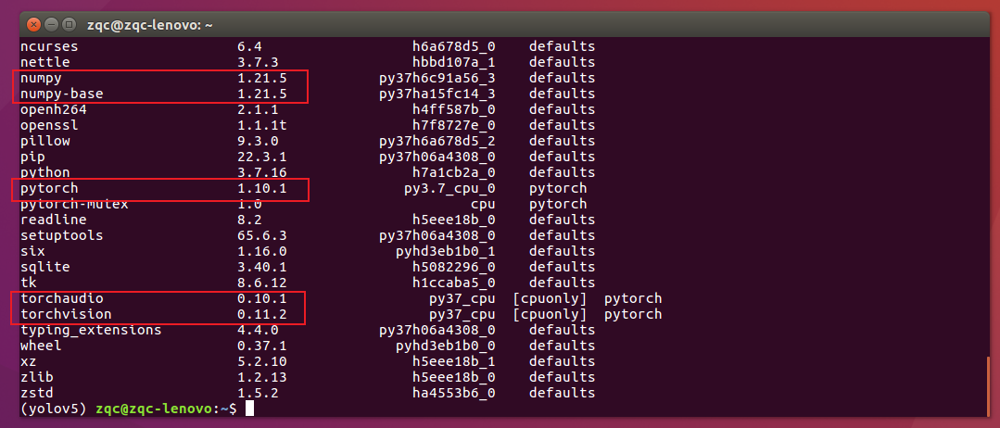 zqc@zqc-lenovo: ~
ncurses 6.4 h6a678d5_0 defaults
nettle 3.7.3 hbbd107a_1 defaults
numpy 1.21.5 py37h6c91a56_3 defaults
numpy-base 1.21.5 py37ha15fc14_3 defaults
openh264 2.1.1 h4ff587b_0 defaults
openssl 1.1.1t h7f8727e_0 defaults
pillow 9.3.0 py37h6a678d5_2 defaults
pip 22.3.1 py37h06a4308_0 defaults
python 3.7.16 h7a1cb2a_0 defaults
pytorch 1.10.1 py3.7_cpu_0 pytorch
pytorch-mutex 1.0 cpu pytorch
readline 8.2 h5eee18b_0 defaults
setuptools 65.6.3 py37h06a4308_0 defaults
six 1.16.0 pyhd3eb1b0_1 defaults
sqlite 3.40.1 h5082296_0 defaults
tk 8.6.12 h1ccaba5_0 defaults
torchaudio 0.10.1 py37_cpu [cpuonly] pytorch
torchvision 0.11.2 py37_cpu [cpuonly] pytorch
typing_extensions 4.4.0 py37h06a4308_0 defaults
wheel 0.37.1 pyhd3eb1b0_0 defaults
xz 5.2.10 h5eee18b_1 defaults
zlib 1.2.13 h5eee18b_0 defaults
zstd 1.5.2 ha4553b6_0 defaults
(yolov5) zqc@zqc-lenovo:~$